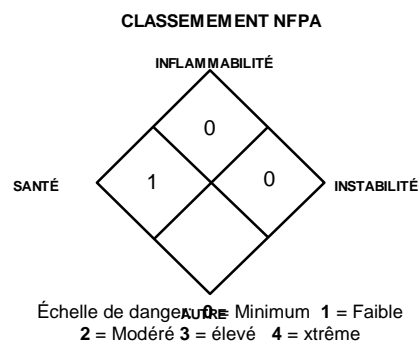 CLASSEMEMENT NFPA
INFLAMMABILITÉ
0
SANTÉ
1
0
INSTABILITÉ
AUTRE
Échelle de danger: 0 = Minimum 1 = Faible
2 = Modéré 3 = élevé 4 = xtrême